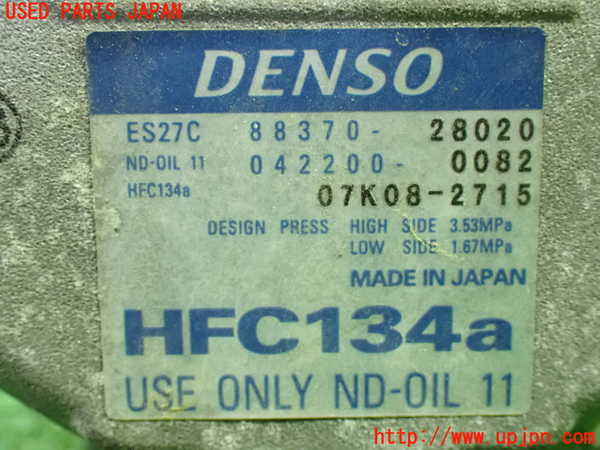 USED PARTS JAPAN
DENSO
ES27C 88370-28020
ND-OIL 11 042200-0082
HFC134a 07K08-2715
DESIGN PRESS HIGH SIDE 3.53MPa
LOW SIDE 1.67MPa
MADE IN JAPAN
HFC134a
USE ONLY ND-OIL 11
http://www.upjpn.com